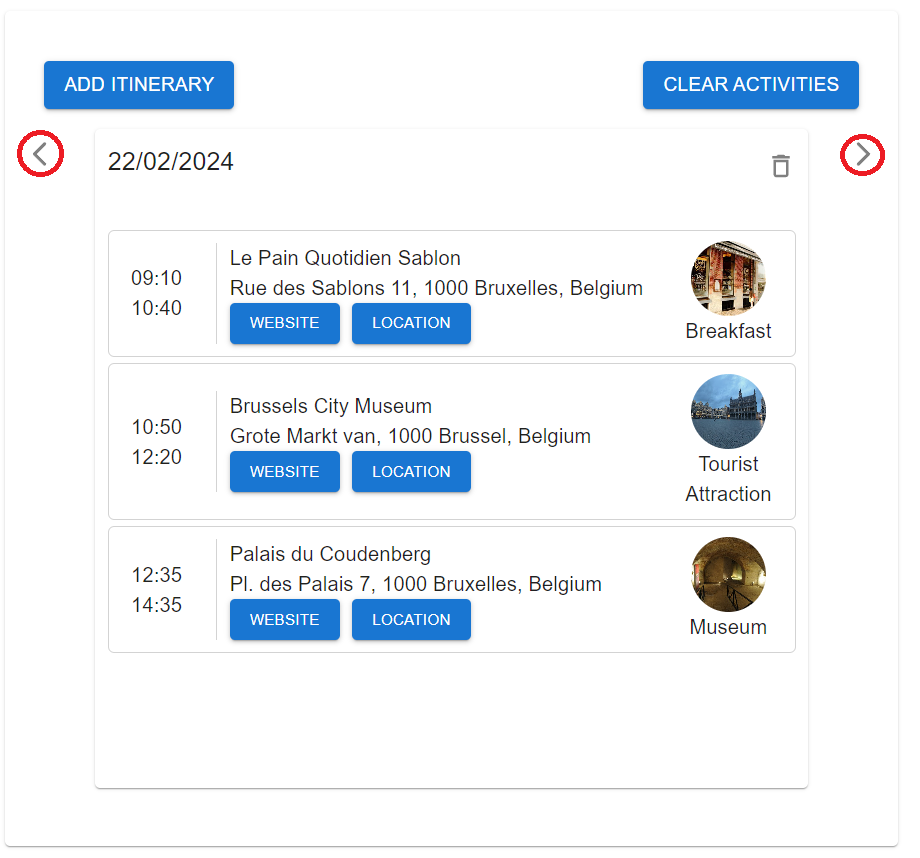 ADD ITINERARY
CLEAR ACTIVITIES
22/02/2024
09:10
10:40
Le Pain Quotidien Sablon
Rue des Sablons 11, 1000 Bruxelles, Belgium
WEBSITE
LOCATION
Breakfast
10:50
12:20
Brussels City Museum
Grote Markt van, 1000 Brussel, Belgium
WEBSITE
LOCATION
Tourist
Attraction
12:35
14:35
Palais du Coudenberg
Pl. des Palais 7, 1000 Bruxelles, Belgium
WEBSITE
LOCATION
Museum